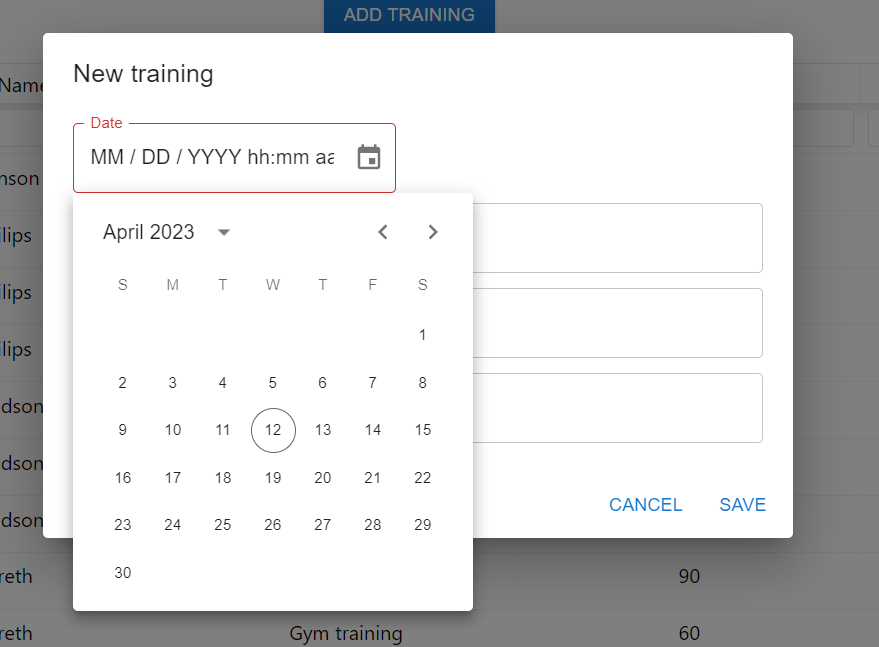 ADD TRAINING
New training
Date
MM / DD / YYYY hh:mm aa
April 2023
S M T W T F S
1
2 3 4 5 6 7 8
9 10 11 12 13 14 15
16 17 18 19 20 21 22
23 24 25 26 27 28 29
30
CANCEL SAVE
Name
nson
lips
lips
lips
dson
dson
dson
reth 90
reth Gym training 60